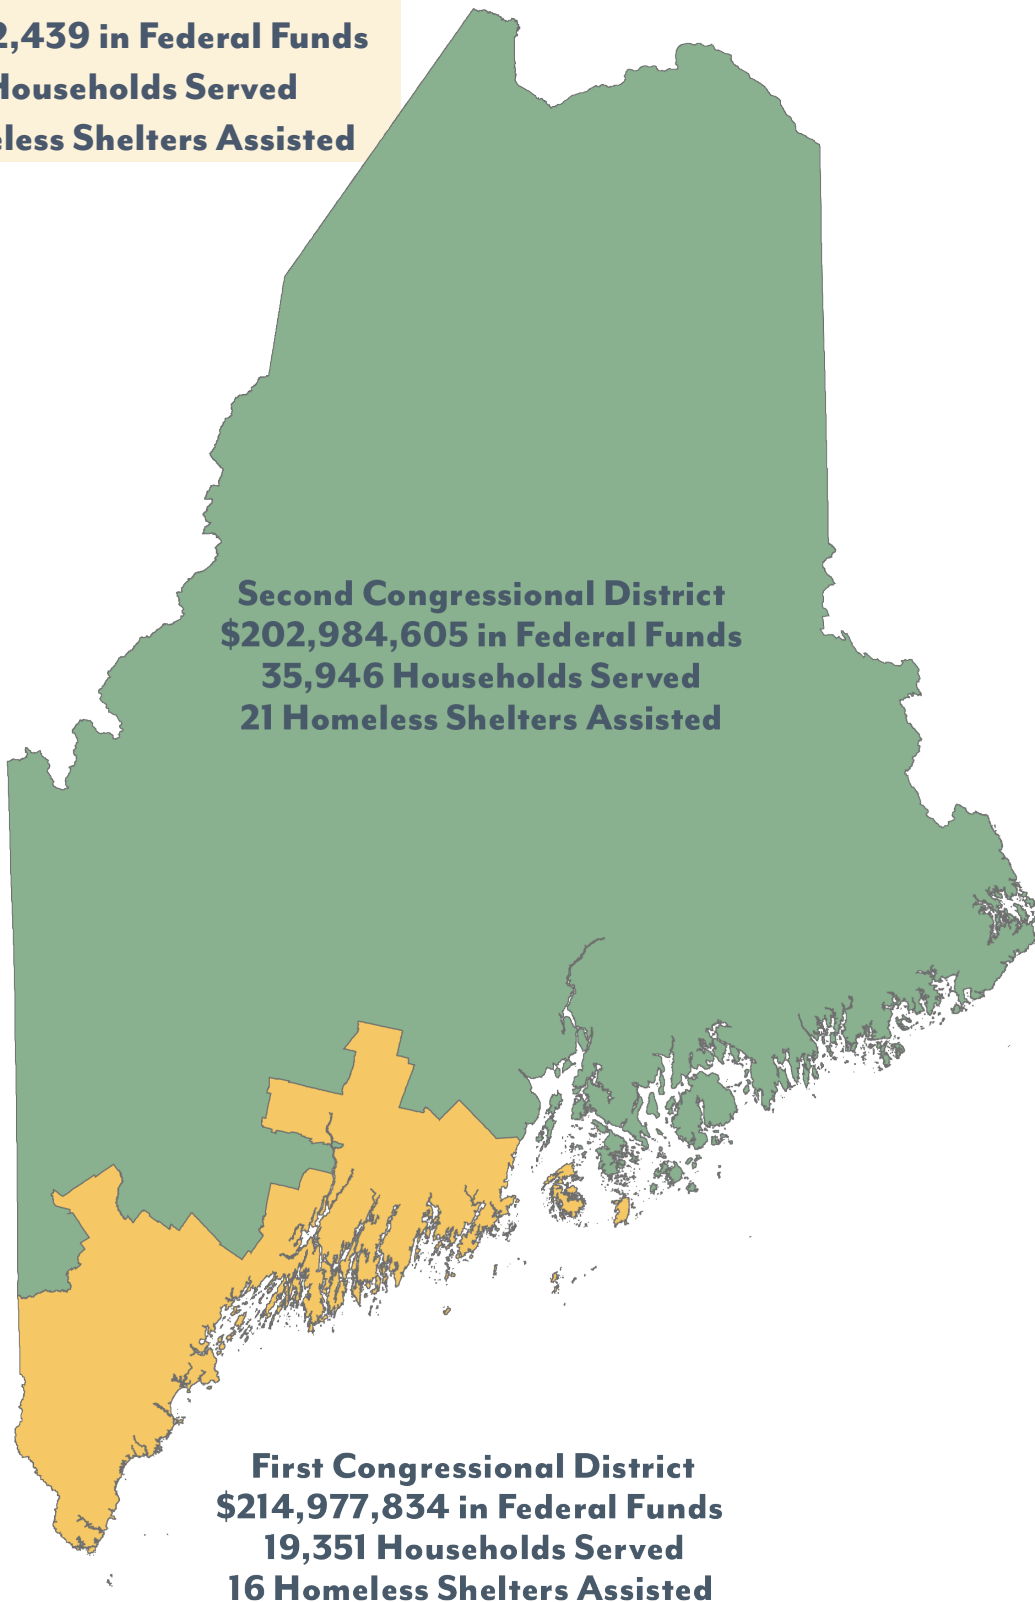 2,439 in Federal Funds
Households Served
eless Shelters Assisted
Second Congressional District
$202,984,605 in Federal Funds
35,946 Households Served
21 Homeless Shelters Assisted
First Congressional District
$214,977,834 in Federal Funds
19,351 Households Served
16 Homeless Shelters Assisted